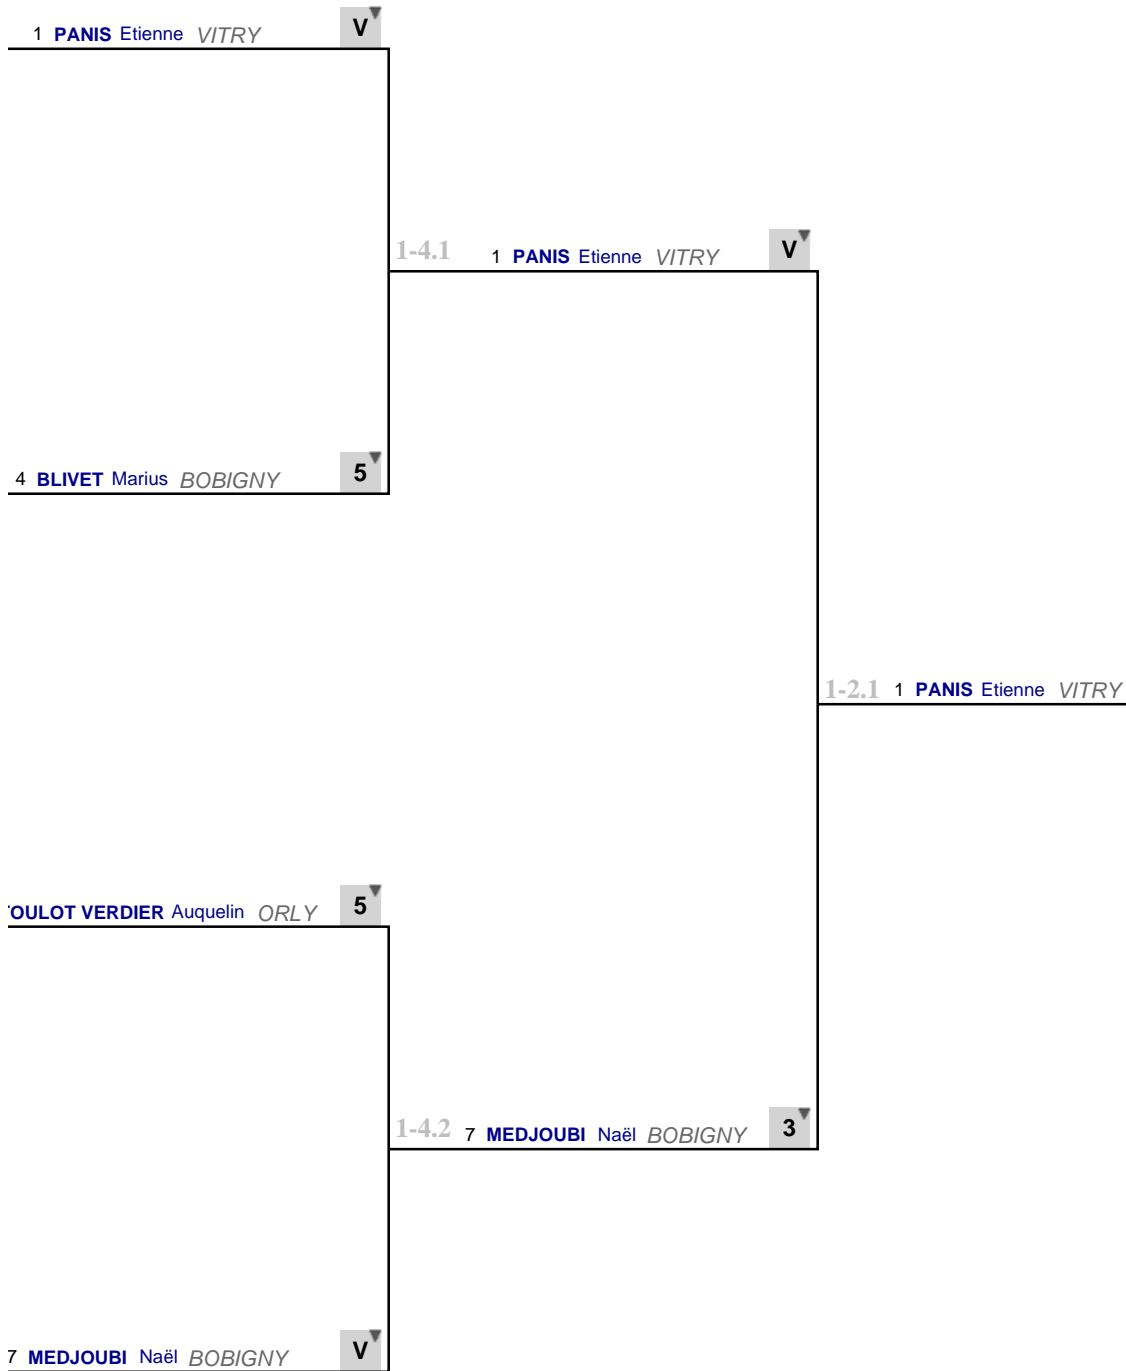 1 PANIS Etienne VITRY V
1-4.1 1 PANIS Etienne VITRY V
4 BLIVET Marius BOBIGNY 5
1-2.1 1 PANIS Etienne VITRY
VERDIER Auquelin ORLY 5
1-4.2 7 MEDJOUBI Naël BOBIGNY 3
7 MEDJOUBI Naël BOBIGNY V